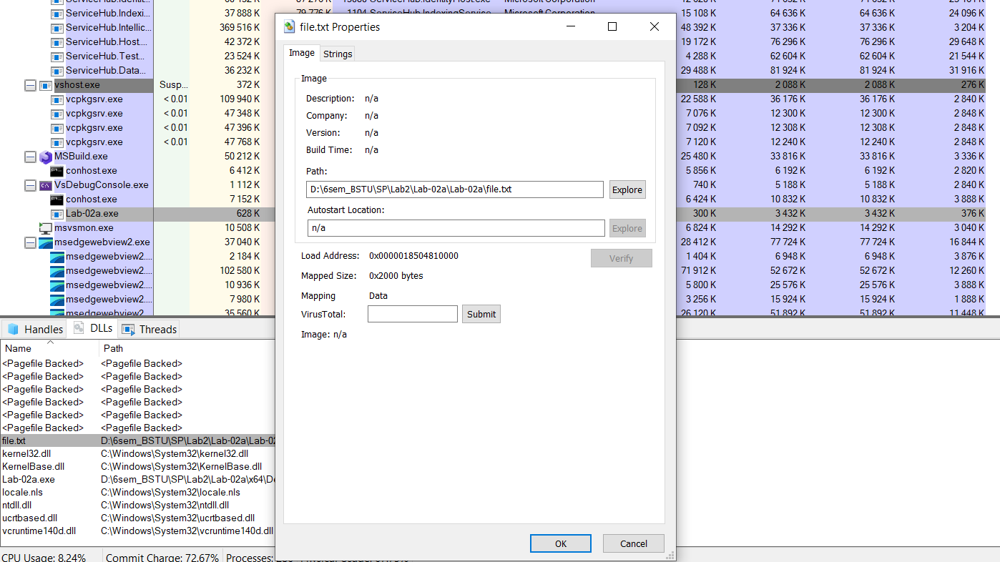 ServiceHub.Indexi... 37 888 K 79 776 K 1104 ServiceHub.IndexingService Microsoft Corporation 15 108 K 64 636 K 64 636 K 24 096 K
ServiceHub.Intellic... 369 516 K 48 392 K 37 336 K 37 336 K 3 204 K
ServiceHub.Host.... 42 372 K 19 172 K 76 296 K 76 296 K 29 648 K
ServiceHub.Test... 23 524 K 4 288 K 62 604 K 62 604 K 21 544 K
ServiceHub.Data... 36 232 K 29 488 K 81 924 K 81 924 K 31 916 K
vshost.exe Susp... 372 K 128 K 2 088 K 2 088 K 276 K
vcpkgsrv.exe < 0.01 109 940 K 22 588 K 36 176 K 36 176 K 2 840 K
vcpkgsrv.exe < 0.01 47 348 K 7 076 K 12 300 K 12 300 K 2 848 K
vcpkgsrv.exe < 0.01 47 396 K 7 092 K 12 308 K 12 308 K 2 848 K
vcpkgsrv.exe < 0.01 47 768 K 7 120 K 12 240 K 12 240 K 2 848 K
MSBuild.exe 50 212 K 25 480 K 33 816 K 33 816 K 3 336 K
conhost.exe 6 412 K 5 856 K 6 192 K 6 192 K 2 820 K
VsDebugConsole.exe 1 112 K 740 K 5 188 K 5 188 K 2 840 K
conhost.exe 7 152 K 6 424 K 10 832 K 10 832 K 3 888 K
Lab-02a.exe 628 K 300 K 3 432 K 3 432 K 376 K
msvsmon.exe 10 508 K 6 824 K 14 292 K 14 292 K 3 040 K
msedgewebview2.exe 37 040 K 28 412 K 77 724 K 77 724 K 16 844 K
msedgewebview2.... 2 184 K 1 404 K 6 948 K 6 948 K 3 876 K
msedgewebview2.... 102 580 K 71 912 K 52 672 K 52 672 K 12 260 K
msedgewebview2.... 10 936 K 5 800 K 25 576 K 25 576 K 3 888 K
msedgewebview2.... 7 980 K 3 256 K 15 924 K 15 924 K 1 888 K
msedgewebview2 35 560 K 26 120 K 51 892 K 51 892 K 11 448 K
file.txt Properties
Image Strings
Image
Description: n/a
Company: n/a
Version: n/a
Build Time: n/a
Path:
D:\6sem_BSTU\SP\Lab2\Lab-02a\Lab-02a\file.txt Explore
Autostart Location:
n/a Explore
Load Address: 0x0000018504810000 Verify
Mapped Size: 0x2000 bytes
Mapping Data
VirusTotal: Submit
Image: n/a
OK Cancel
Handles DLLs Threads
Name Path
<Pagefile Backed> <Pagefile Backed>
<Pagefile Backed> <Pagefile Backed>
<Pagefile Backed> <Pagefile Backed>
<Pagefile Backed> <Pagefile Backed>
<Pagefile Backed> <Pagefile Backed>
<Pagefile Backed> <Pagefile Backed>
file.txt D:\6sem_BSTU\SP\Lab2\Lab-02a\Lab-02
kernel32.dll C:\Windows\System32\kernel32.dll
KernelBase.dll C:\Windows\System32\KernelBase.dll
Lab-02a.exe D:\6sem_BSTU\SP\Lab2\Lab-02a\x64\De
locale.nls C:\Windows\System32\locale.nls
ntdll.dll C:\Windows\System32\ntdll.dll
ucrtbased.dll C:\Windows\System32\ucrtbased.dll
vcruntime140d.dll C:\Windows\System32\vcruntime140d.dll
CPU Usage: 8.24% Commit Charge: 72.67% Processes: